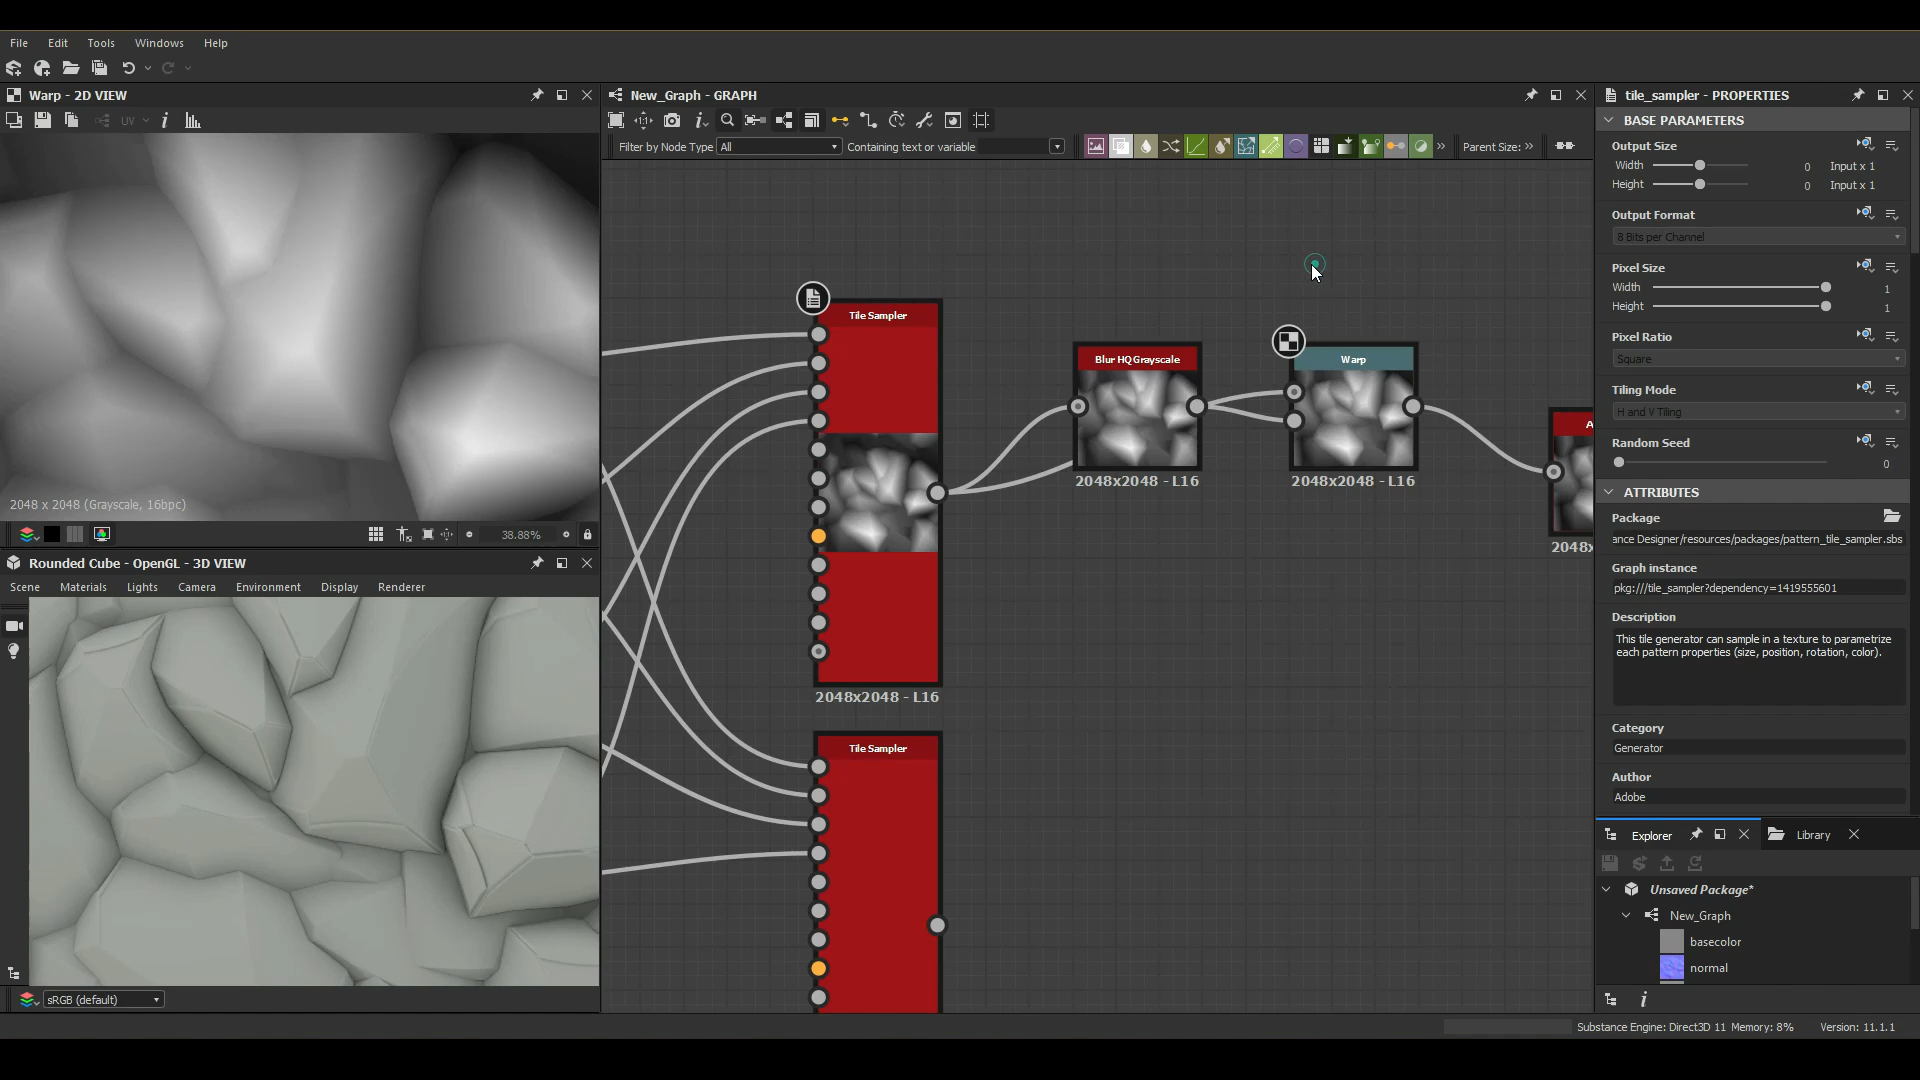 File Edit Tools Windows Help
Warp - 2D VIEW
UV
2048 x 2048 (Grayscale, 16bpc)
38.88%
Rounded Cube - OpenGL - 3D VIEW
Scene Materials Lights Camera Environment Display Renderer
sRGB (default)
New_Graph - GRAPH
Filter by Node Type All Containing text or variable Parent Size: »
Tile Sampler
2048x2048 - L16
Blur HQ Grayscale
2048x2048 - L16
Warp
2048x2048 - L16
A
2048x
Tile Sampler
tile_sampler - PROPERTIES
BASE PARAMETERS
Output Size
Width 0 Input x 1
Height 0 Input x 1
Output Format
8 Bits per Channel
Pixel Size
Width 1
Height 1
Pixel Ratio
Square
Tiling Mode
H and V Tiling
Random Seed
0
ATTRIBUTES
Package
ance Designer/resources/packages/pattern_tile_sampler.sbs
Graph instance
pkg:///tile_sampler?dependency=1419555601
Description
This tile generator can sample in a texture to parametrize
each pattern properties (size, position, rotation, color).
Category
Generator
Author
Adobe
Explorer Library
Unsaved Package*
New_Graph
basecolor
normal
Substance Engine: Direct3D 11 Memory: 8% Version: 11.1.1